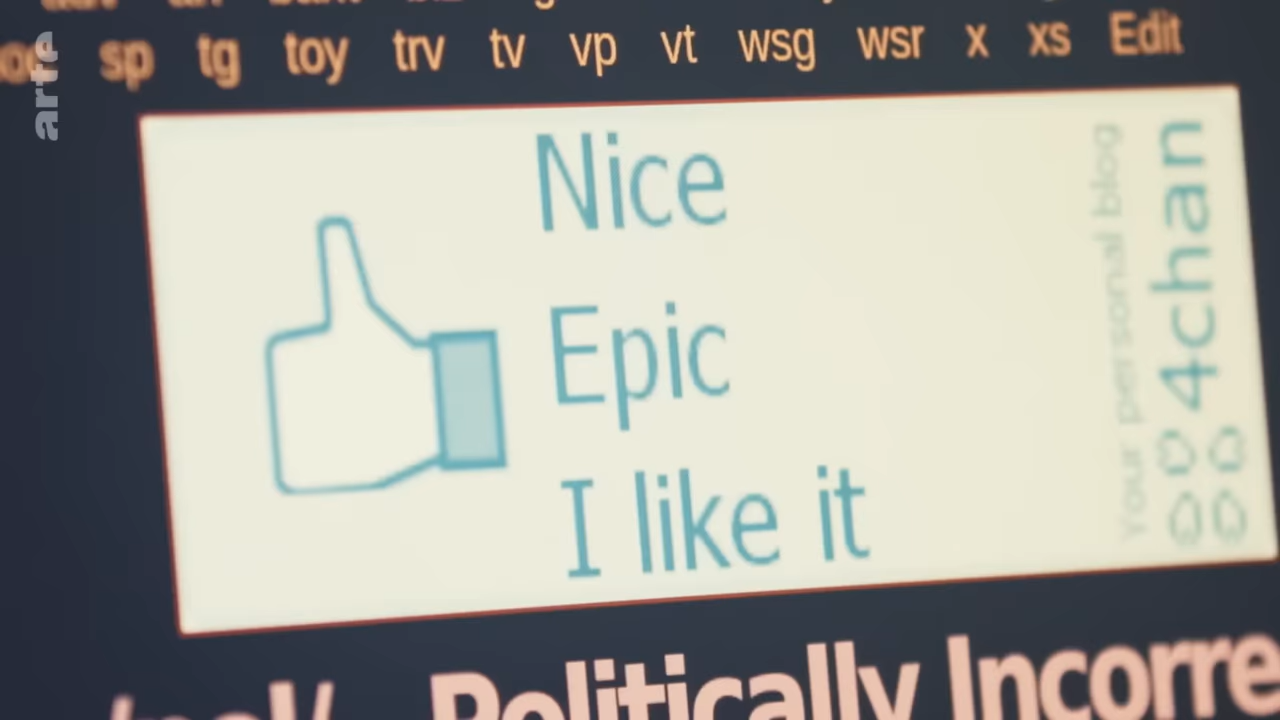 arte
sp tg toy trv tv vp vt wsg wsr x xs Edit
Nice
Epic
I like it
Your personal blog
4chan
Politically Incorre